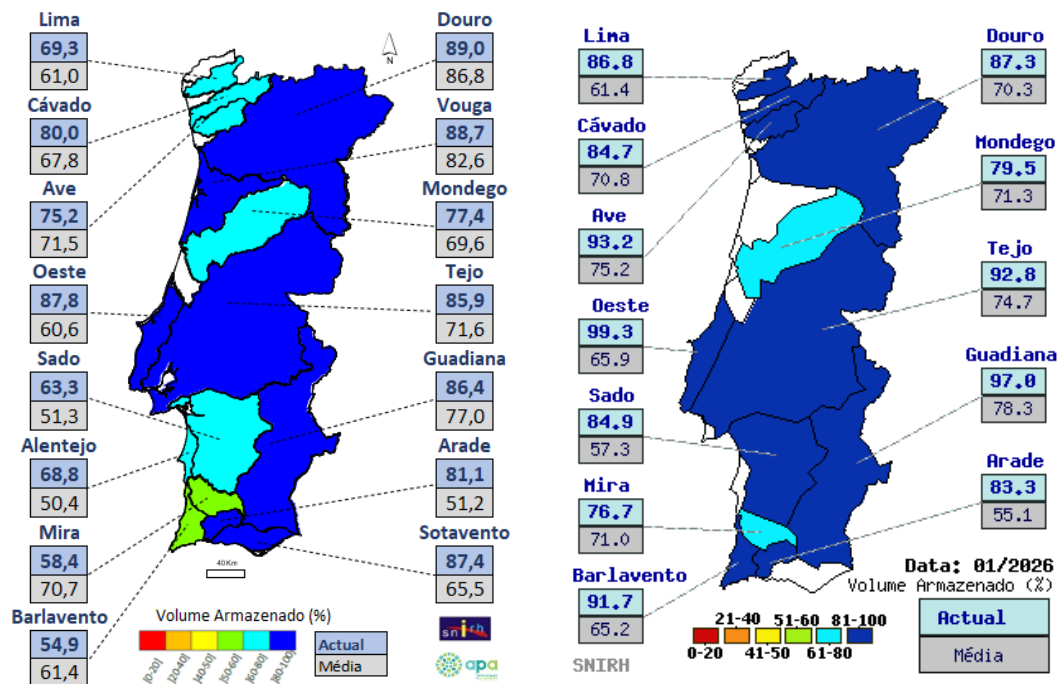 Lima
69,3
61,0
Cávado
80,0
67,8
Ave
75,2
71,5
Oeste
87,8
60,6
Sado
63,3
51,3
Alentejo
68,8
50,4
Mira
58,4
70,7
Barlavento
54,9
61,4
Douro
89,0
86,8
Vouga
88,7
82,6
Mondego
77,4
69,6
Tejo
85,9
71,6
Guadiana
86,4
77,0
Arade
81,1
51,2
Sotavento
87,4
65,5
N
40 Km
Volume Armazenado (%)
[0-20]
]20-40]
]40-50]
]50-60]
]60-80]
]80-100]
Actual
Média
snirh
apa
Lima
86.8
61.4
Cávado
84.7
70.8
Ave
93.2
75.2
Oeste
99.3
65.9
Sado
84.9
57.3
Mira
76.7
71.0
Barlavento
91.7
65.2
Douro
87.3
70.3
Mondego
79.5
71.3
Tejo
92.8
74.7
Guadiana
97.0
78.3
Arade
83.3
55.1
Data: 01/2026
Volume Armazenado (%)
Actual
Média
21-40 51-60 81-100
0-20 41-50 61-80
SNIRH